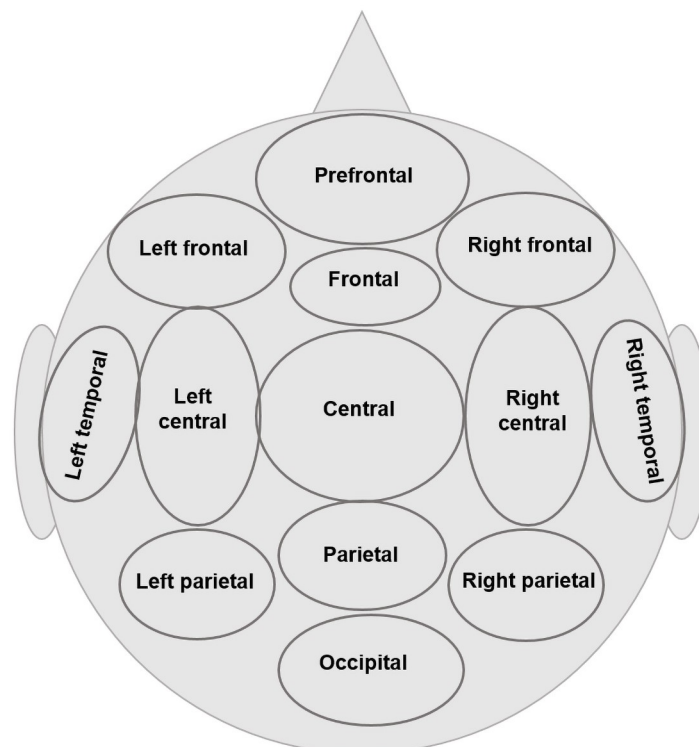 Prefrontal
Left frontal
Right frontal
Frontal
Left temporal
Left
central
Central
Right
central
Right temporal
Parietal
Left parietal
Right parietal
Occipital